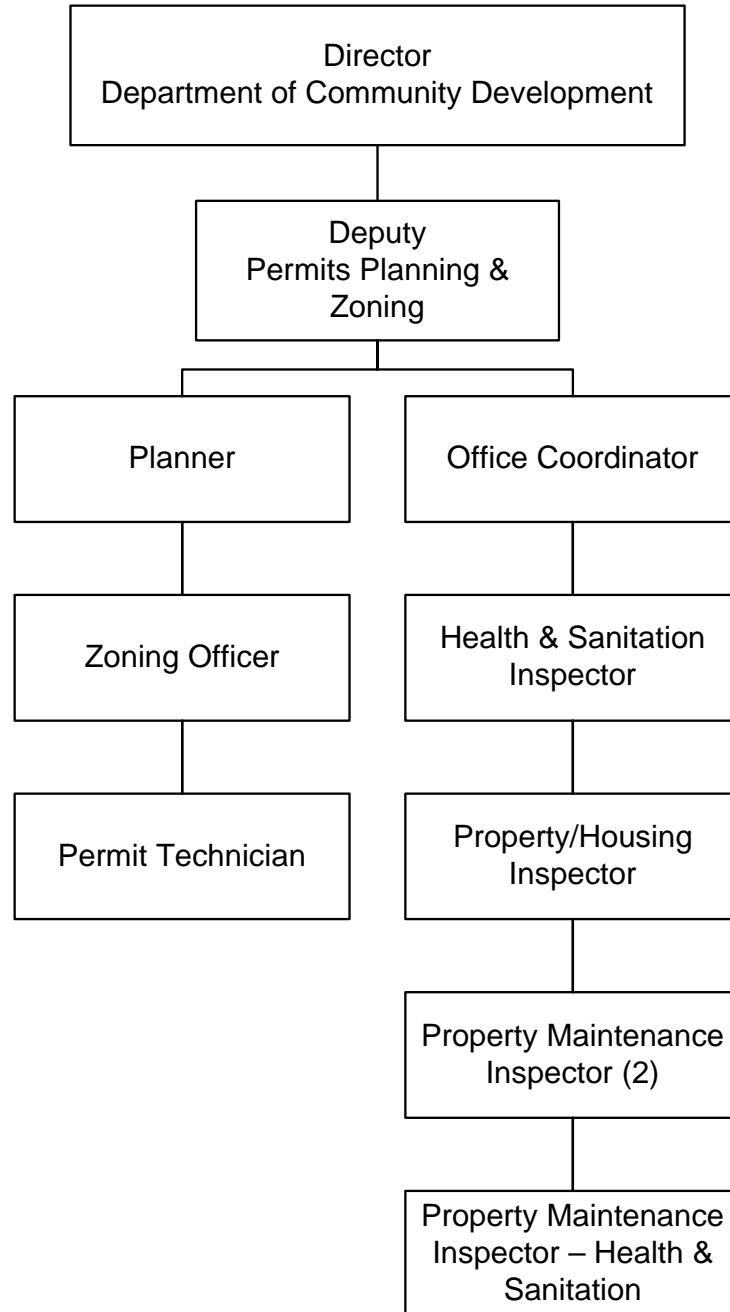 Director
Department of Community Development
Deputy
Permits Planning &
Zoning
Planner
Office Coordinator
Zoning Officer
Health & Sanitation
Inspector
Permit Technician
Property/Housing
Inspector
Property Maintenance
Inspector (2)
Property Maintenance
Inspector – Health &
Sanitation